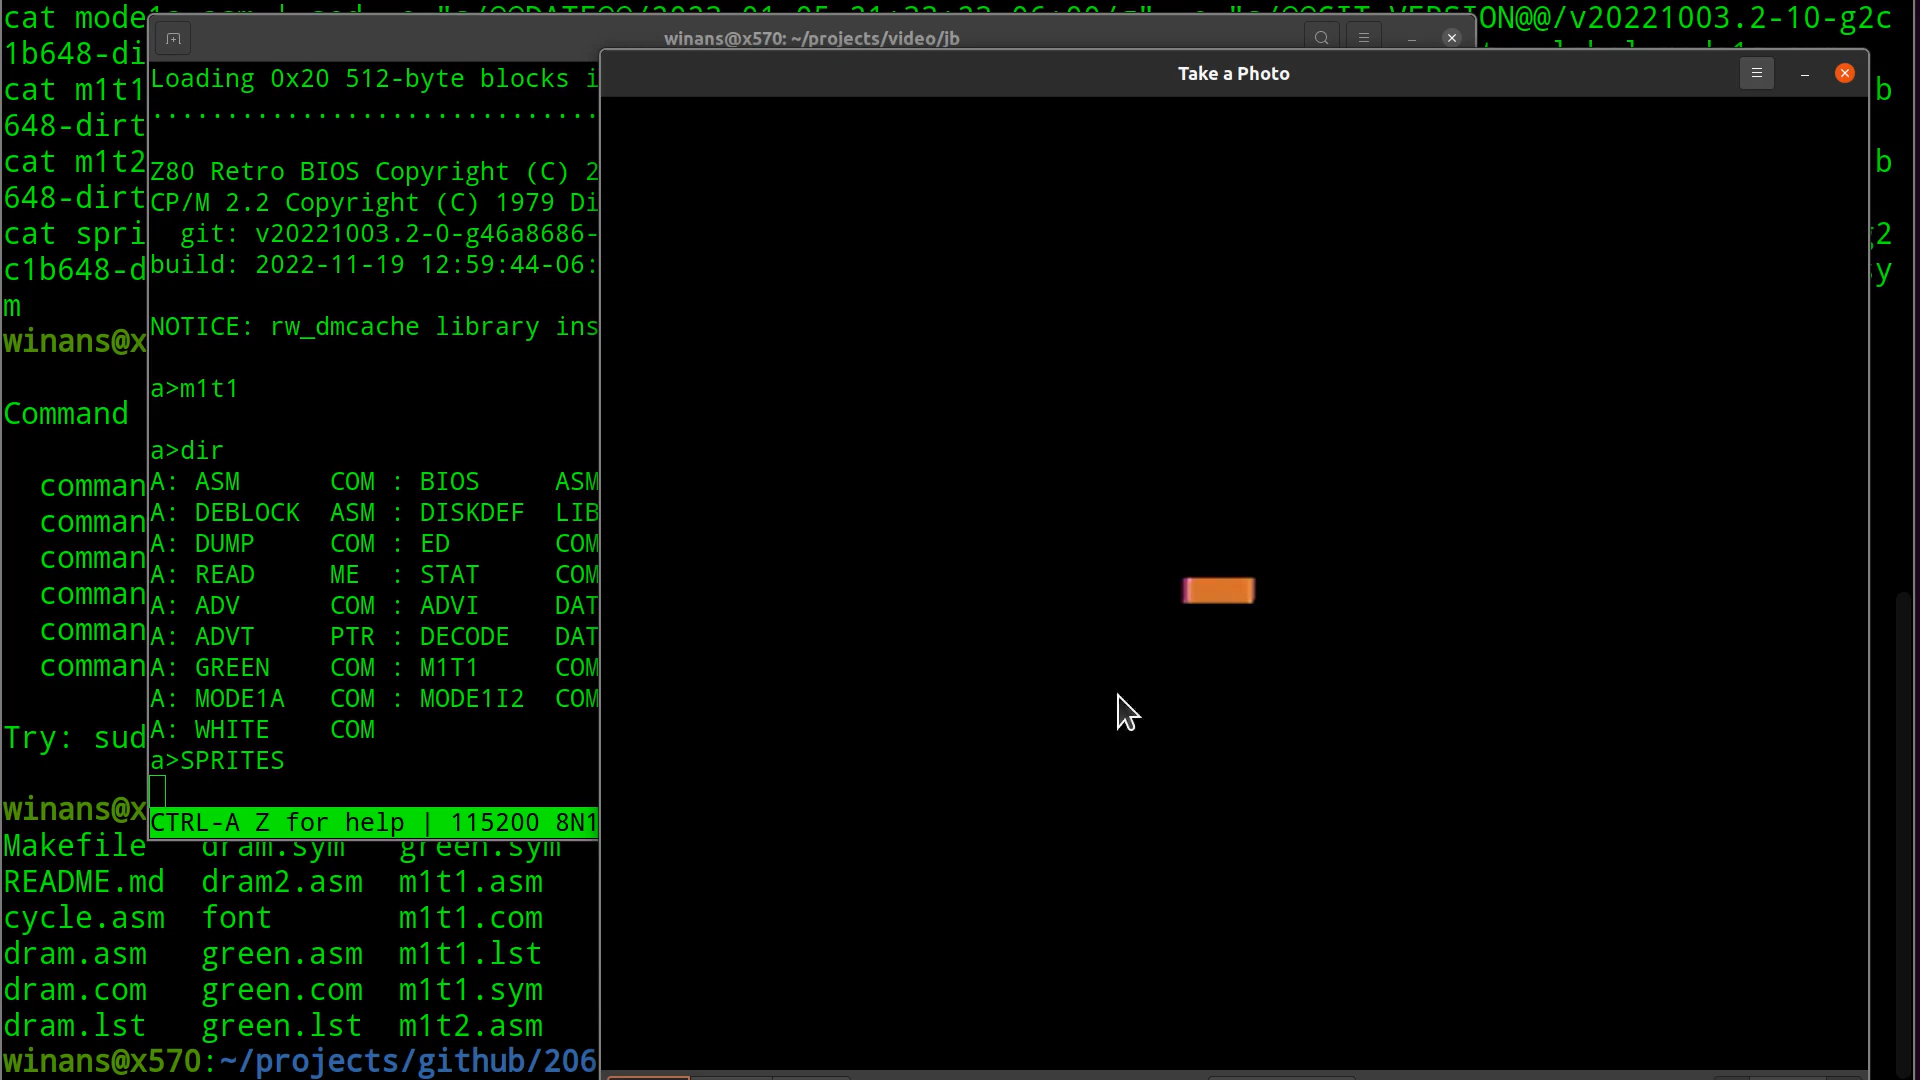 cat mode1a.asm | sed -e "s/@@DATE@@/2023-01-05 21:23:23-06:00/g" -e "s/@@GIT_VERSION@@/v20221003.2-10-g2c
1b648-di
cat m1t1 b
648-dirt
cat m1t2 b
648-dirt
cat spri g2
c1b648-d sy
m
winans@x
Command
comman
comman
comman
comman
comman
comman
Try: sud
winans@x
Makefile dram.sym green.sym
README.md dram2.asm m1t1.asm
cycle.asm font m1t1.com
dram.asm green.asm m1t1.lst
dram.com green.com m1t1.sym
dram.lst green.lst m1t2.asm
winans@x570:~/projects/github/206
winans@x570: ~/projects/video/jb
Loading 0x20 512-byte blocks i
..............................
Z80 Retro BIOS Copyright (C) 2
CP/M 2.2 Copyright (C) 1979 Di
git: v20221003.2-0-g46a8686-
build: 2022-11-19 12:59:44-06:
NOTICE: rw_dmcache library ins
a>m1t1
a>dir
A: ASM COM : BIOS ASM
A: DEBLOCK ASM : DISKDEF LIB
A: DUMP COM : ED COM
A: READ ME : STAT COM
A: ADV COM : ADVI DAT
A: ADVT PTR : DECODE DAT
A: GREEN COM : M1T1 COM
A: MODE1A COM : MODE1I2 COM
A: WHITE COM
a>SPRITES
CTRL-A Z for help | 115200 8N1
Take a Photo